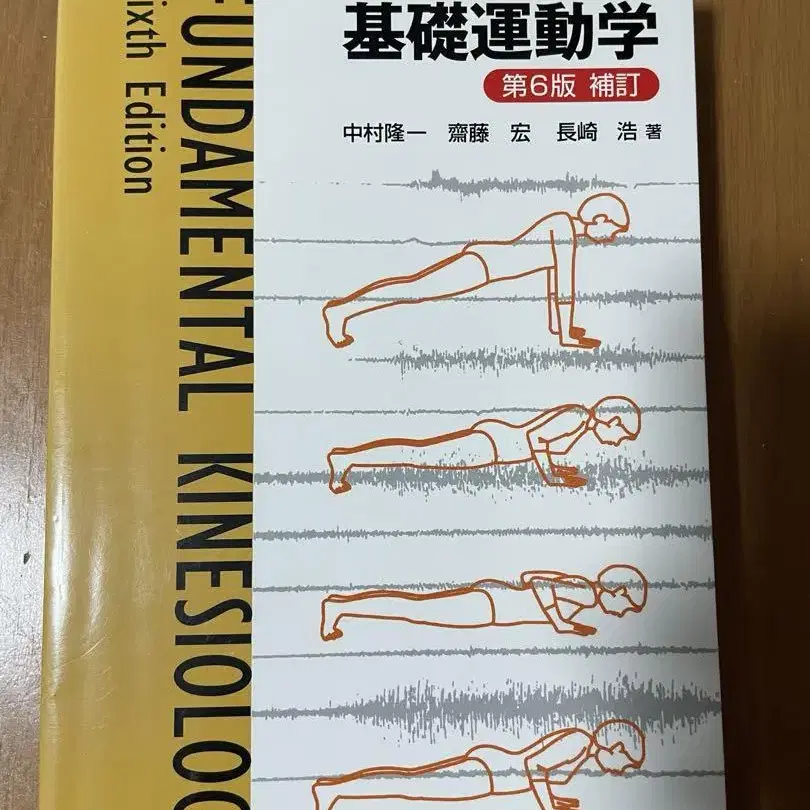 基礎運動学
第6版 補訂
中村隆一 齋藤 宏 長崎 浩 著
FUNDAMENTAL KINESIOLOG
ixth Edition